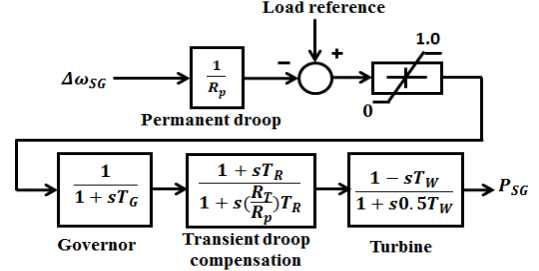 Load reference
− +
1.0
Δω_SG
1/R_p
0
Permanent droop
1/(1 + sT_G)
(1 + sT_R)/(1 + s(R_T/R_p)T_R)
(1 − sT_W)/(1 + s0.5T_W)
P_SG
Governor
Transient droop
compensation
Turbine